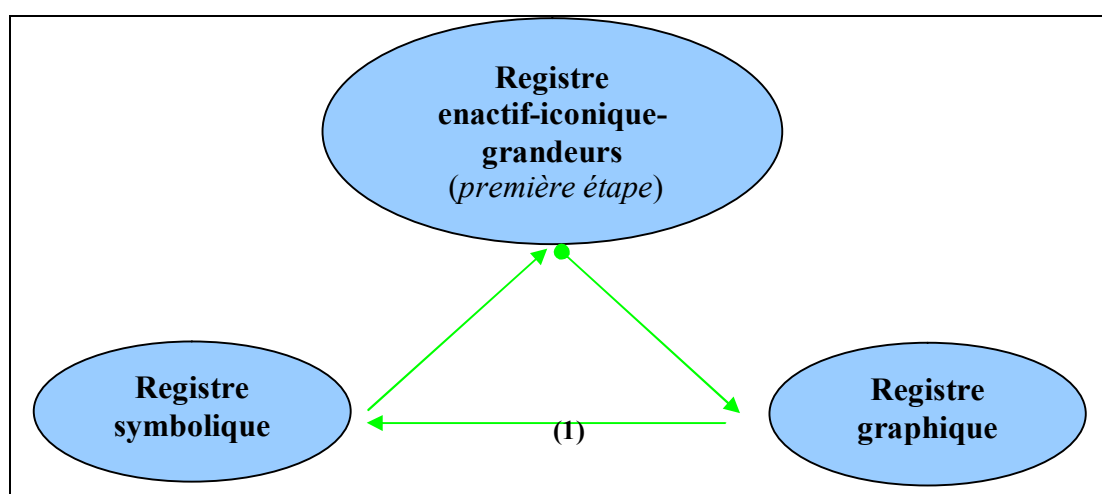 Registre
enactif-iconique-
grandeurs
(première étape)
Registre
symbolique
(1)
Registre
graphique